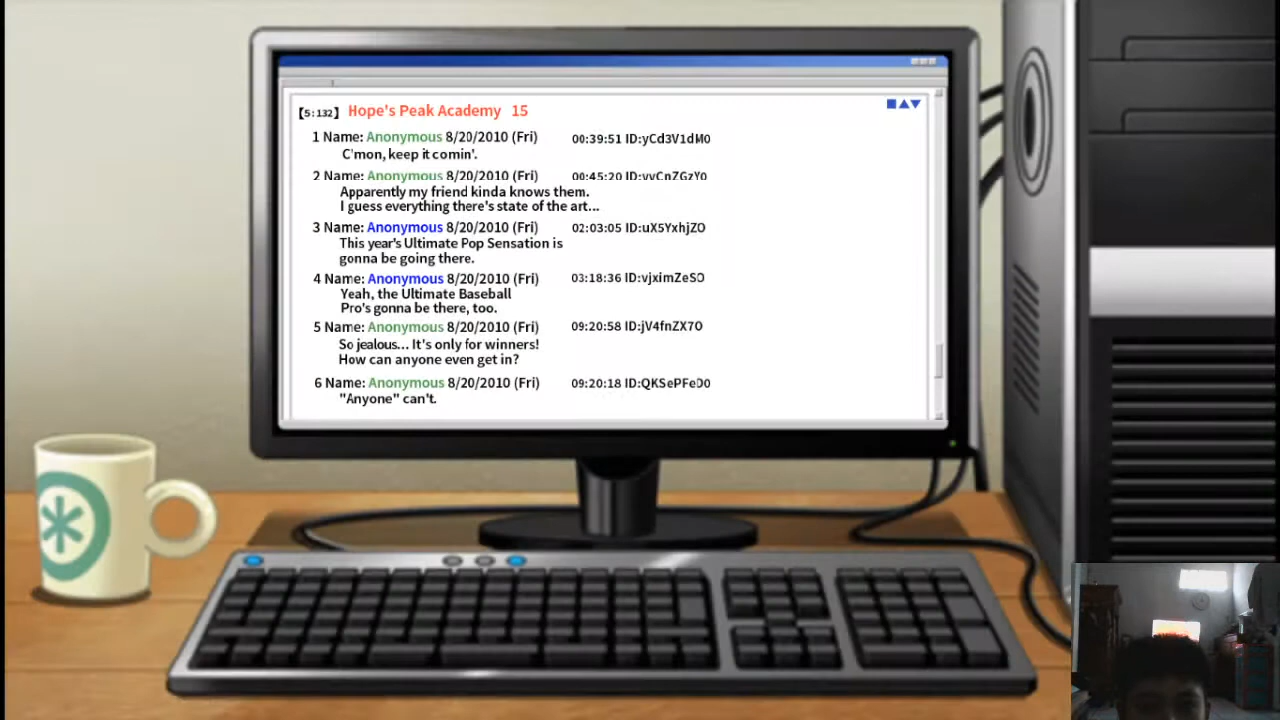 【5:132】 Hope's Peak Academy 15
1 Name: Anonymous 8/20/2010 (Fri) 00:39:51 ID:yCd3V1dM0
C'mon, keep it comin'.
2 Name: Anonymous 8/20/2010 (Fri) 00:45:20 ID:vvCnZGzY0
Apparently my friend kinda knows them.
I guess everything there's state of the art...
3 Name: Anonymous 8/20/2010 (Fri) 02:03:05 ID:uX5YxhjZO
This year's Ultimate Pop Sensation is
gonna be going there.
4 Name: Anonymous 8/20/2010 (Fri) 03:18:36 ID:vjximZeSO
Yeah, the Ultimate Baseball
Pro's gonna be there, too.
5 Name: Anonymous 8/20/2010 (Fri) 09:20:58 ID:jV4fnZX7O
So jealous... It's only for winners!
How can anyone even get in?
6 Name: Anonymous 8/20/2010 (Fri) 09:20:18 ID:QKSePFeD0
"Anyone" can't.